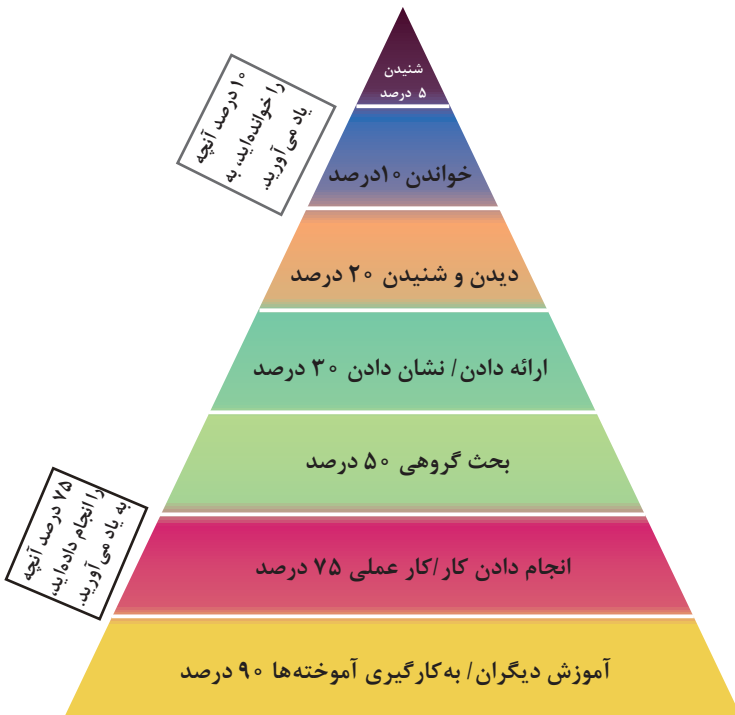 شنیدن
۵ درصد
۱۰ درصد آنچه
را خوانده‌اید، به
یاد می‌آورید.
خواندن ۱۰درصد
دیدن و شنیدن ۲۰ درصد
ارائه دادن/ نشان دادن ۳۰ درصد
بحث گروهی ۵۰ درصد
۷۵ درصد آنچه
را انجام داده‌اید،
به یاد می‌آورید.
انجام دادن کار/کار عملی ۷۵ درصد
آموزش دیگران/ به‌کارگیری آموخته‌ها ۹۰ درصد